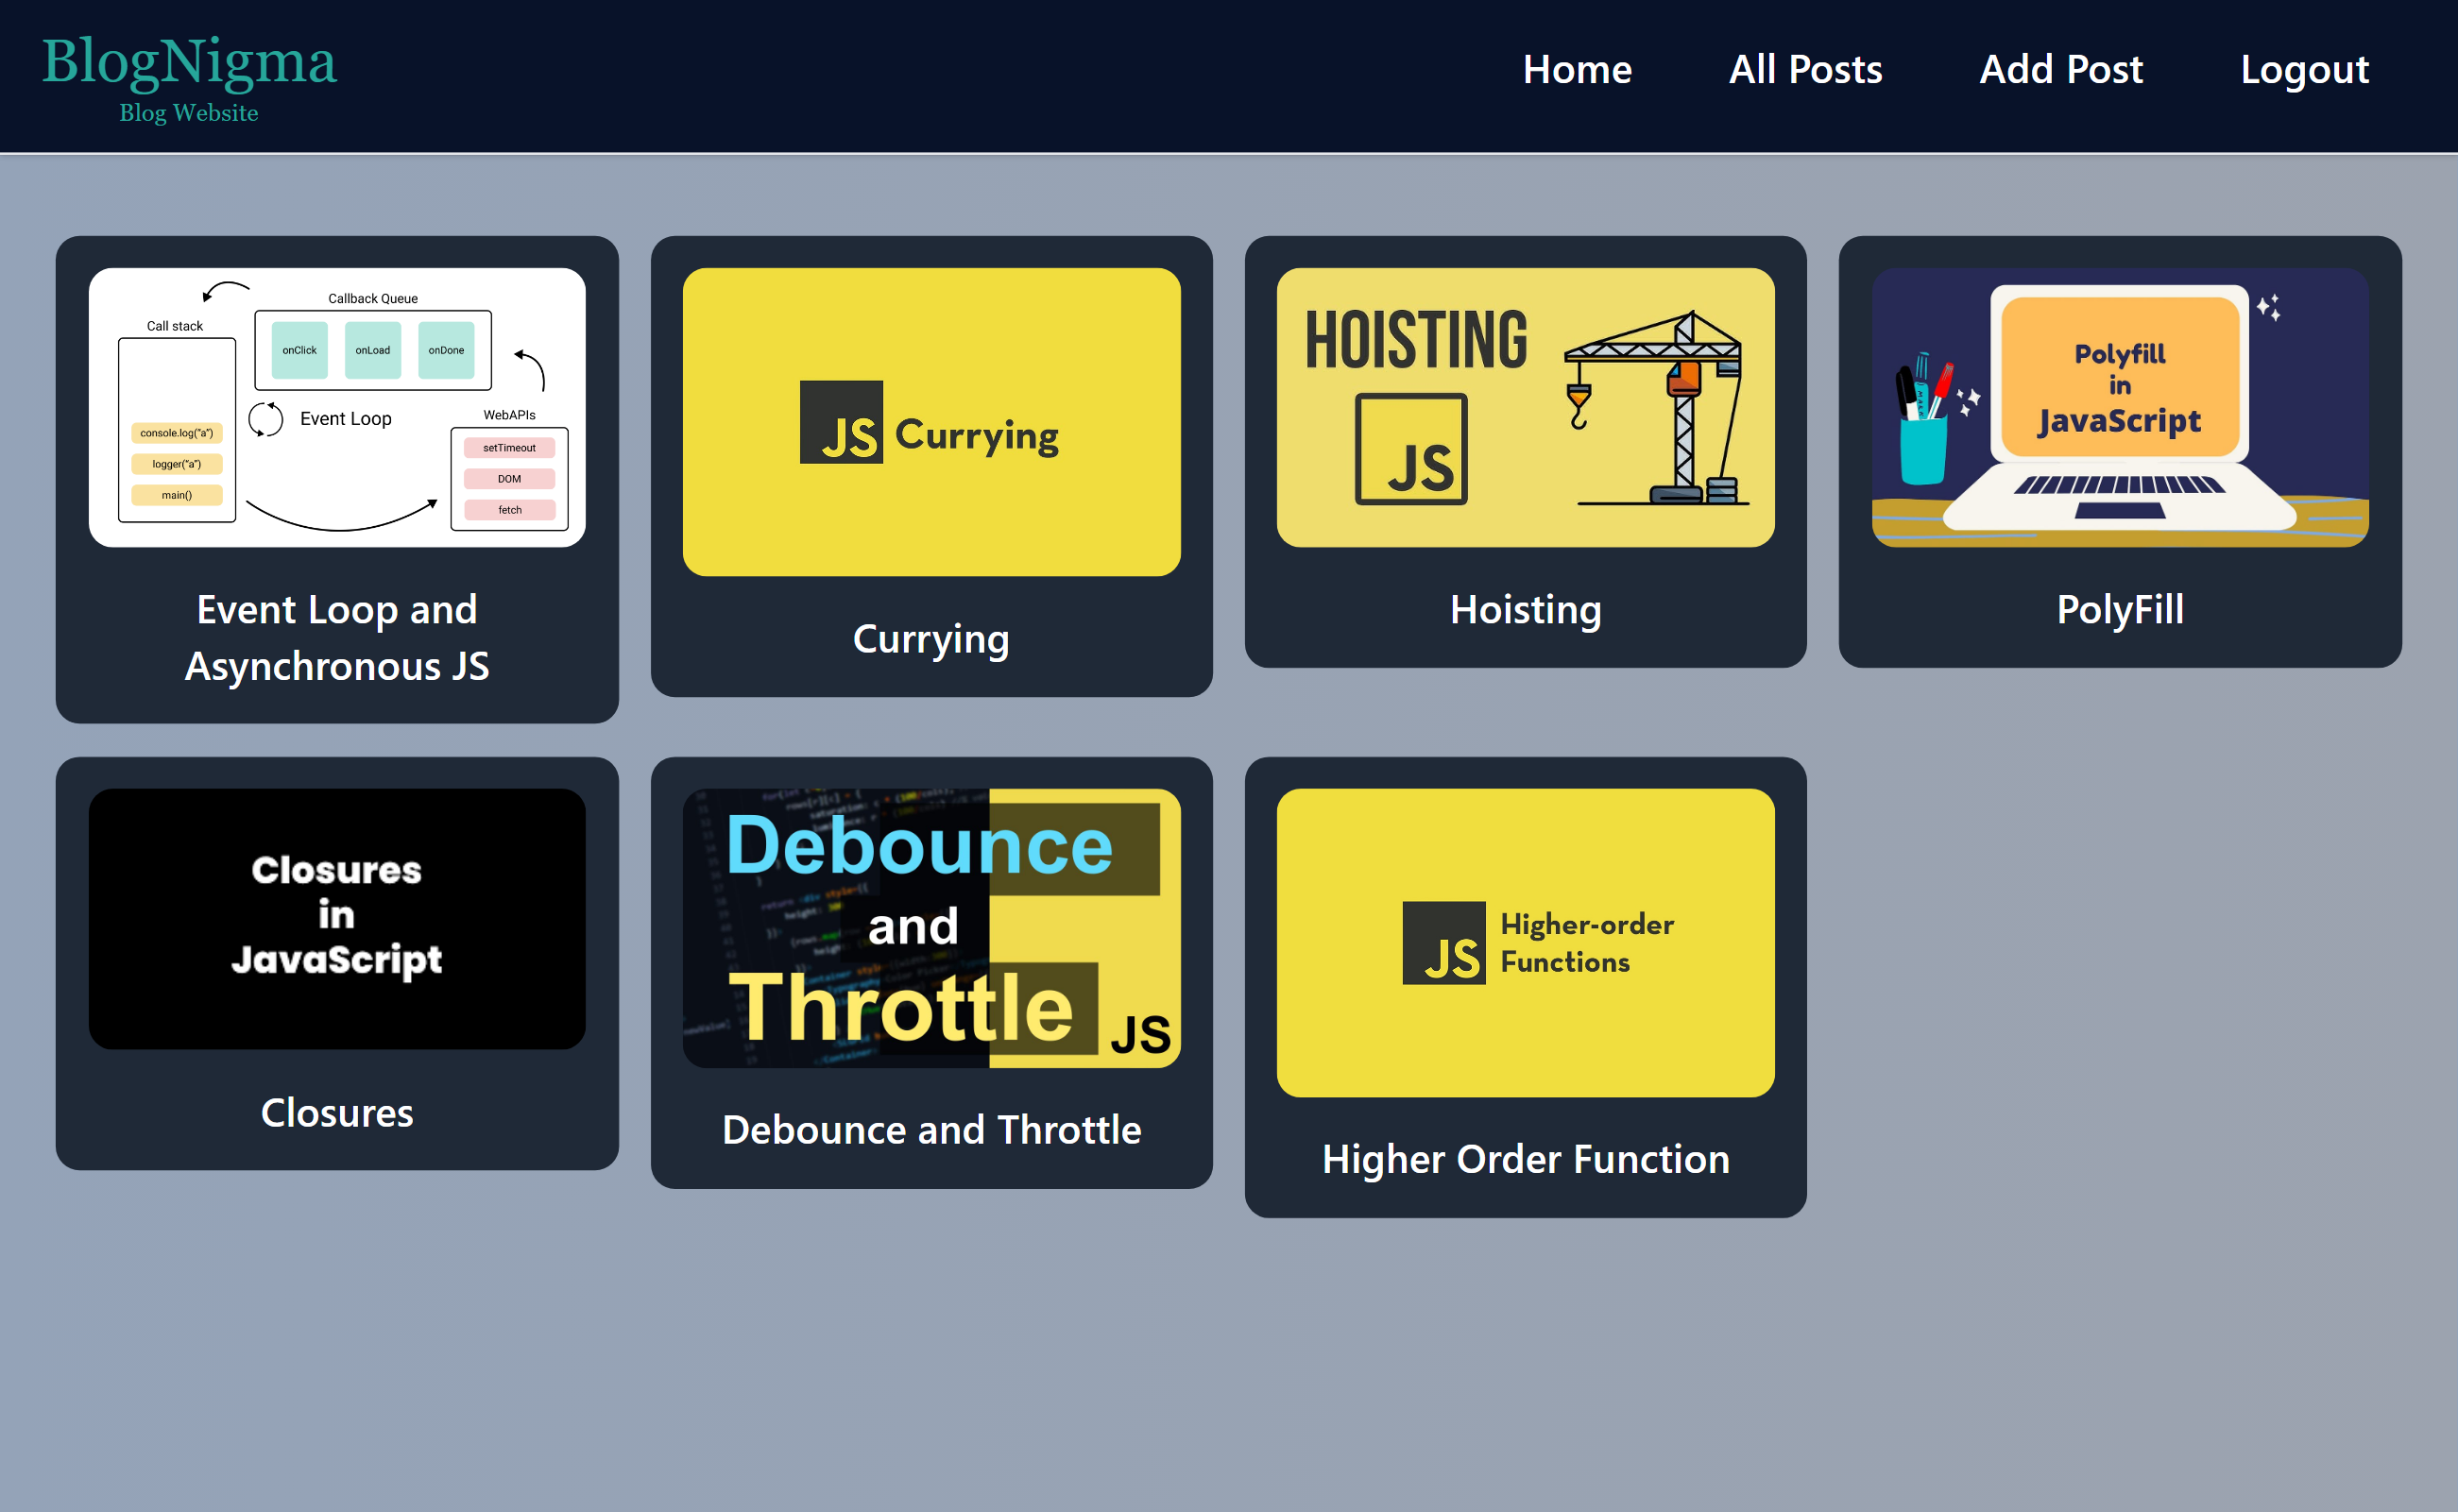 BlogNigma
Blog Website
Home
All Posts
Add Post
Logout
Callback Queue
Call stack
onClick
onLoad
onDone
Event Loop
WebAPIs
console.log("a")
logger("a")
main()
setTimeout
DOM
fetch
Event Loop and
Asynchronous JS
JS Currying
Currying
HOISTING
JS
Hoisting
Polyfill
in
JavaScript
PolyFill
Closures
in
JavaScript
Closures
Debounce
and
Throttle
JS
Debounce and Throttle
JS
Higher-order
Functions
Higher Order Function